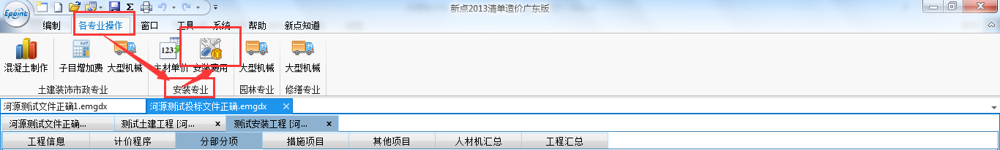 Epoint
新点2013清单造价广东版
编制 各专业操作 窗口 工具 系统 帮助 新点知道
123
混凝土制作 子目增加费 大型机械 主材单价 安装费用 大型机械 大型机械
土建装饰市政专业 安装专业 园林专业 修缮专业
河源测试文件正确1.emgdx 河源测试投标文件正确.emgdx
河源测试文件正确... 测试土建工程 [河... 测试安装工程 [河...
工程信息 计价程序 分部分项 措施项目 其他项目 人材机汇总 工程汇总